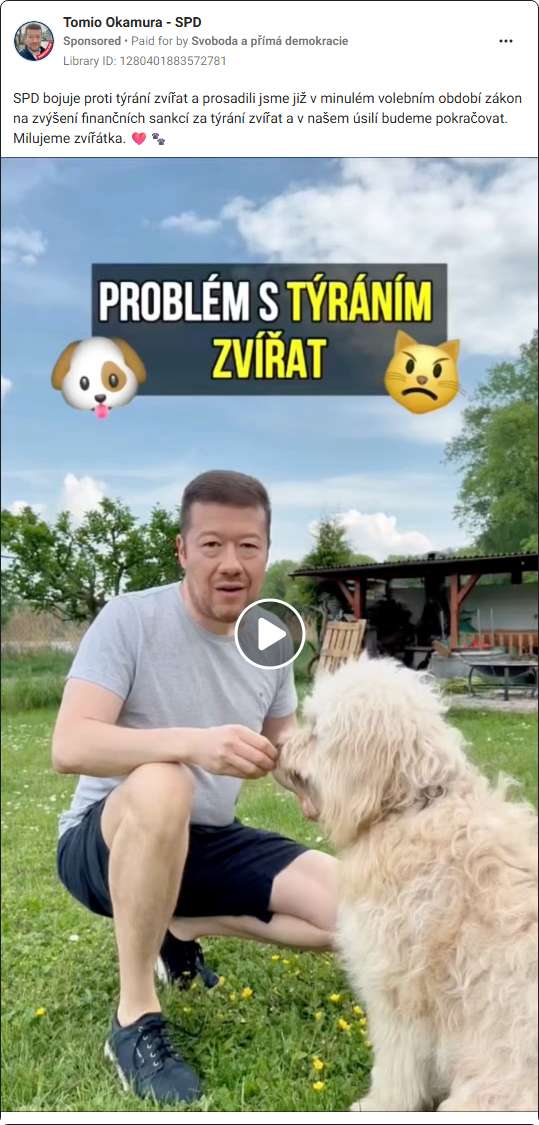 Tomio Okamura - SPD
Sponsored • Paid for by Svoboda a přímá demokracie
Library ID: 1280401883572781
SPD bojuje proti týrání zvířat a prosadili jsme již v minulém volebním období zákon
na zvýšení finančních sankcí za týrání zvířat a v našem úsilí budeme pokračovat.
Milujeme zvířátka. 💗 🐾
PROBLÉM S TÝRÁNÍM
ZVÍŘAT